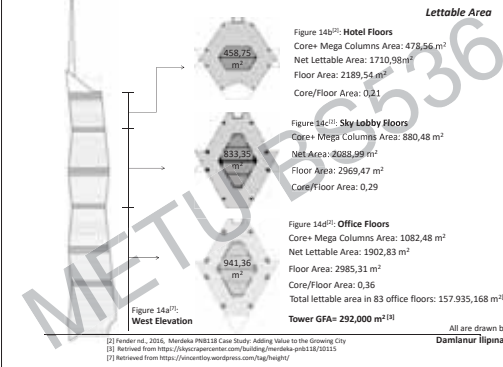 Lettable Area
Figure 14b[2]: Hotel Floors
Core+ Mega Columns Area: 478,56 m²
Net Lettable Area: 1710,98m²
Floor Area: 2189,54 m²
Core/Floor Area: 0,21
458,75
m²
Figure 14c[2]: Sky Lobby Floors
Core+ Mega Columns Area: 880,48 m²
Net Area: 2088,99 m²
Floor Area: 2969,47 m²
Core/Floor Area: 0,29
833,35
m²
Figure 14d[2]: Office Floors
Core+ Mega Columns Area: 1082,48 m²
Net Lettable Area: 1902,83 m²
Floor Area: 2985,31 m²
Core/Floor Area: 0,36
Total lettable area in 83 office floors: 157.935,168 m²[
941,36
m²
Tower GFA= 292,000 m² [3]
Figure 14a[7]:
West Elevation
All are drawn b
Damlanur İlipına
[2] Fender nd., 2016, Merdeka PNB118 Case Study: Adding Value to the Growing City
[3] Retrived from https://skyscrapercenter.com/building/merdeka-pnb118/10115
[7] Retrieved from https://vincentloy.wordpress.com/tag/height/
METU BS536